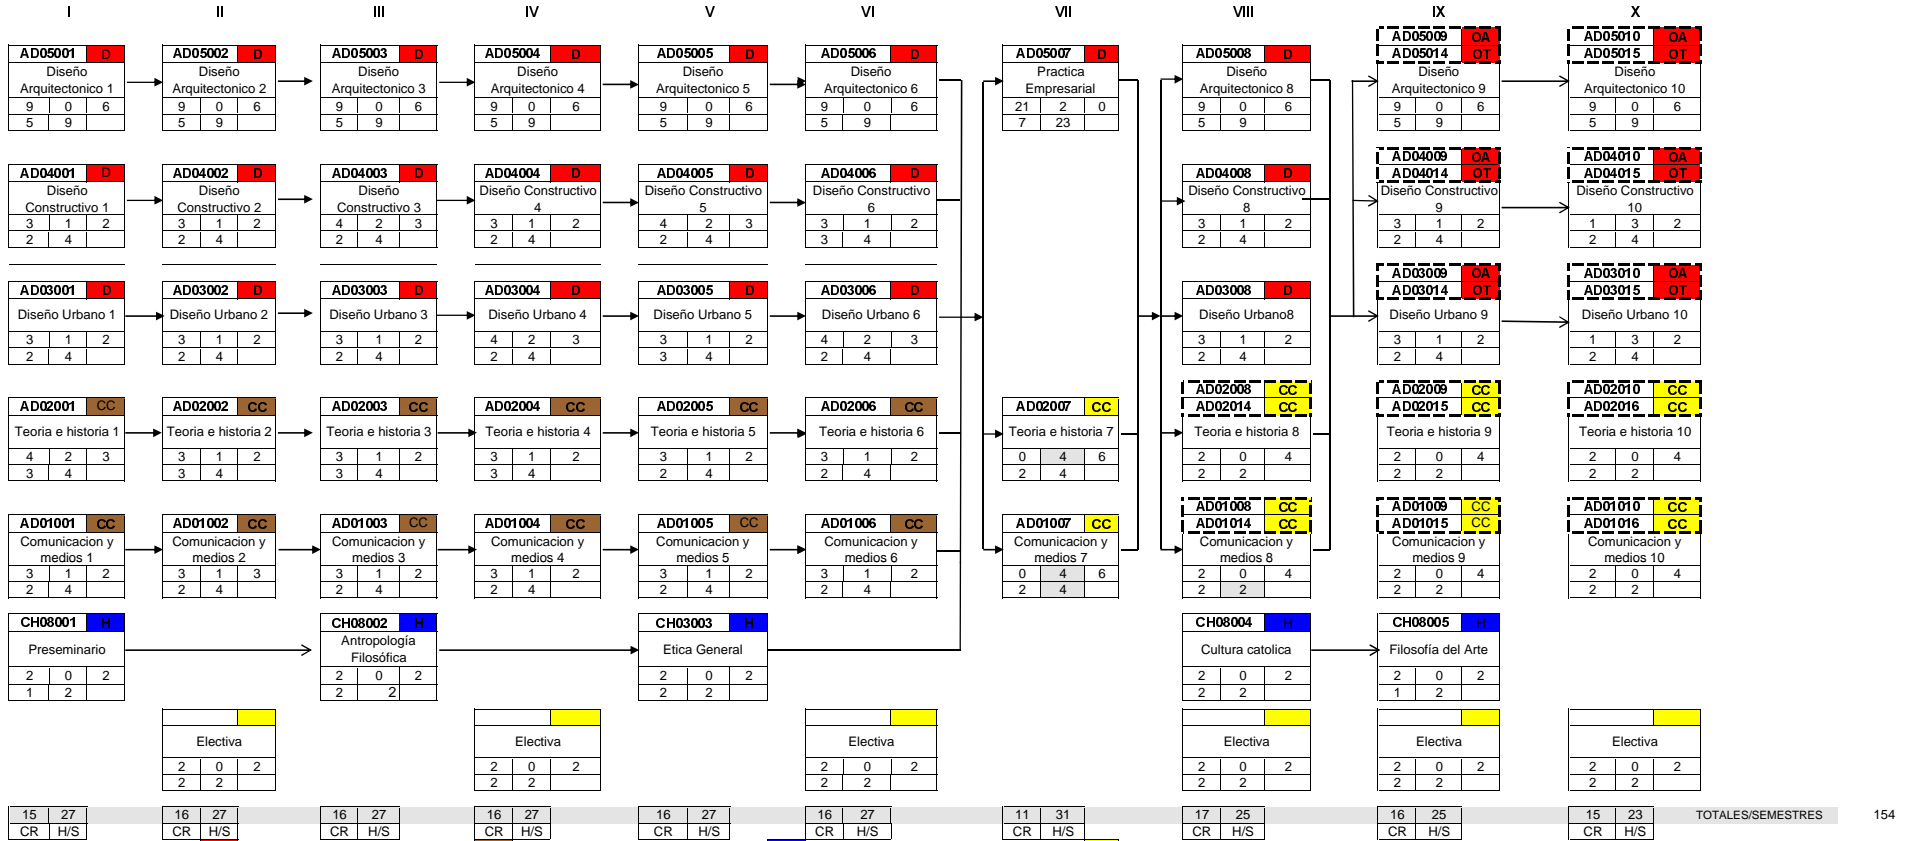 I II III IV V VI VII VIII IX X
AD05009 OA AD05010 OA
AD05001 D AD05002 D AD05003 D AD05004 D AD05005 D AD05006 D AD05007 D AD05008 D AD05014 OT AD05015 OT
Diseño Diseño Diseño Diseño Diseño Diseño Practica Diseño Diseño Diseño
Arquitectonico 1 Arquitectonico 2 Arquitectonico 3 Arquitectonico 4 Arquitectonico 5 Arquitectonico 6 Empresarial Arquitectonico 8 Arquitectonico 9 Arquitectonico 10
9 0 6 9 0 6 9 0 6 9 0 6 9 0 6 9 0 6 21 2 0 9 0 6 9 0 6 9 0 6
5 9 5 9 5 9 5 9 5 9 5 9 7 23 5 9 5 9 5 9
AD04009 OA AD04010 OA
AD04001 D AD04002 D AD04003 D AD04004 D AD04005 D AD04006 D AD04008 D AD04014 OT AD04015 OT
Diseño Diseño Diseño Diseño Constructivo Diseño Constructivo Diseño Constructivo Diseño Constructivo Diseño Constructivo Diseño Constructivo
Constructivo 1 Constructivo 2 Constructivo 3 4 5 6 8 9 10
3 1 2 3 1 2 4 2 3 3 1 2 4 2 3 3 1 2 3 1 2 3 1 2 1 3 2
2 4 2 4 2 4 2 4 2 4 3 4 2 4 2 4 2 4
AD03009 OA AD03010 OA
AD03001 D AD03002 D AD03003 D AD03004 D AD03005 D AD03006 D AD03008 D AD03014 OT AD03015 OT
Diseño Urbano 1 Diseño Urbano 2 Diseño Urbano 3 Diseño Urbano 4 Diseño Urbano 5 Diseño Urbano 6 Diseño Urbano8 Diseño Urbano 9 Diseño Urbano 10
3 1 2 3 1 2 3 1 2 4 2 3 3 1 2 4 2 3 3 1 2 3 1 2 1 3 2
2 4 2 4 2 4 2 4 3 4 2 4 2 4 2 4 2 4
AD02008 CC AD02009 CC AD02010 CC
AD02001 CC AD02002 CC AD02003 CC AD02004 CC AD02005 CC AD02006 CC AD02007 CC AD02014 CC AD02015 CC AD02016 CC
Teoria e historia 1 Teoria e historia 2 Teoria e historia 3 Teoria e historia 4 Teoria e historia 5 Teoria e historia 6 Teoria e historia 7 Teoria e historia 8 Teoria e historia 9 Teoria e historia 10
4 2 3 3 1 2 3 1 2 3 1 2 3 1 2 3 1 2 0 4 6 2 0 4 2 0 4 2 0 4
3 4 3 4 3 4 3 4 2 4 2 4 2 4 2 2 2 2 2 2
AD01008 CC AD01009 CC AD01010 CC
AD01001 CC AD01002 CC AD01003 CC AD01004 CC AD01005 CC AD01006 CC AD01007 CC AD01014 CC AD01015 CC AD01016 CC
Comunicacion y Comunicacion y Comunicacion y Comunicacion y Comunicacion y Comunicacion y Comunicacion y Comunicacion y Comunicacion y Comunicacion y
medios 1 medios 2 medios 3 medios 4 medios 5 medios 6 medios 7 medios 8 medios 9 medios 10
3 1 2 3 1 3 3 1 2 3 1 2 3 1 2 3 1 2 0 4 6 2 0 4 2 0 4 2 0 4
2 4 2 4 2 4 2 4 2 4 2 4 2 4 2 2 2 2 2 2
CH08001 H CH08002 H CH03003 H CH08004 H CH08005 H
Preseminario Antropología Filosófica Etica General Cultura catolica Filosofía del Arte
2 0 2 2 0 2 2 0 2 2 0 2 2 0 2
1 2 2 2 2 2 2 2 1 2
Electiva Electiva Electiva Electiva Electiva Electiva
2 0 2 2 0 2 2 0 2 2 0 2 2 0 2 2 0 2
2 2 2 2 2 2 2 2 2 2 2 2
15 27 16 27 16 27 16 27 16 27 16 27 11 31 17 25 16 25 15 23 TOTALES/SEMESTRES 154
CR H/S CR H/S CR H/S CR H/S CR H/S CR H/S CR H/S CR H/S CR H/S CR H/S